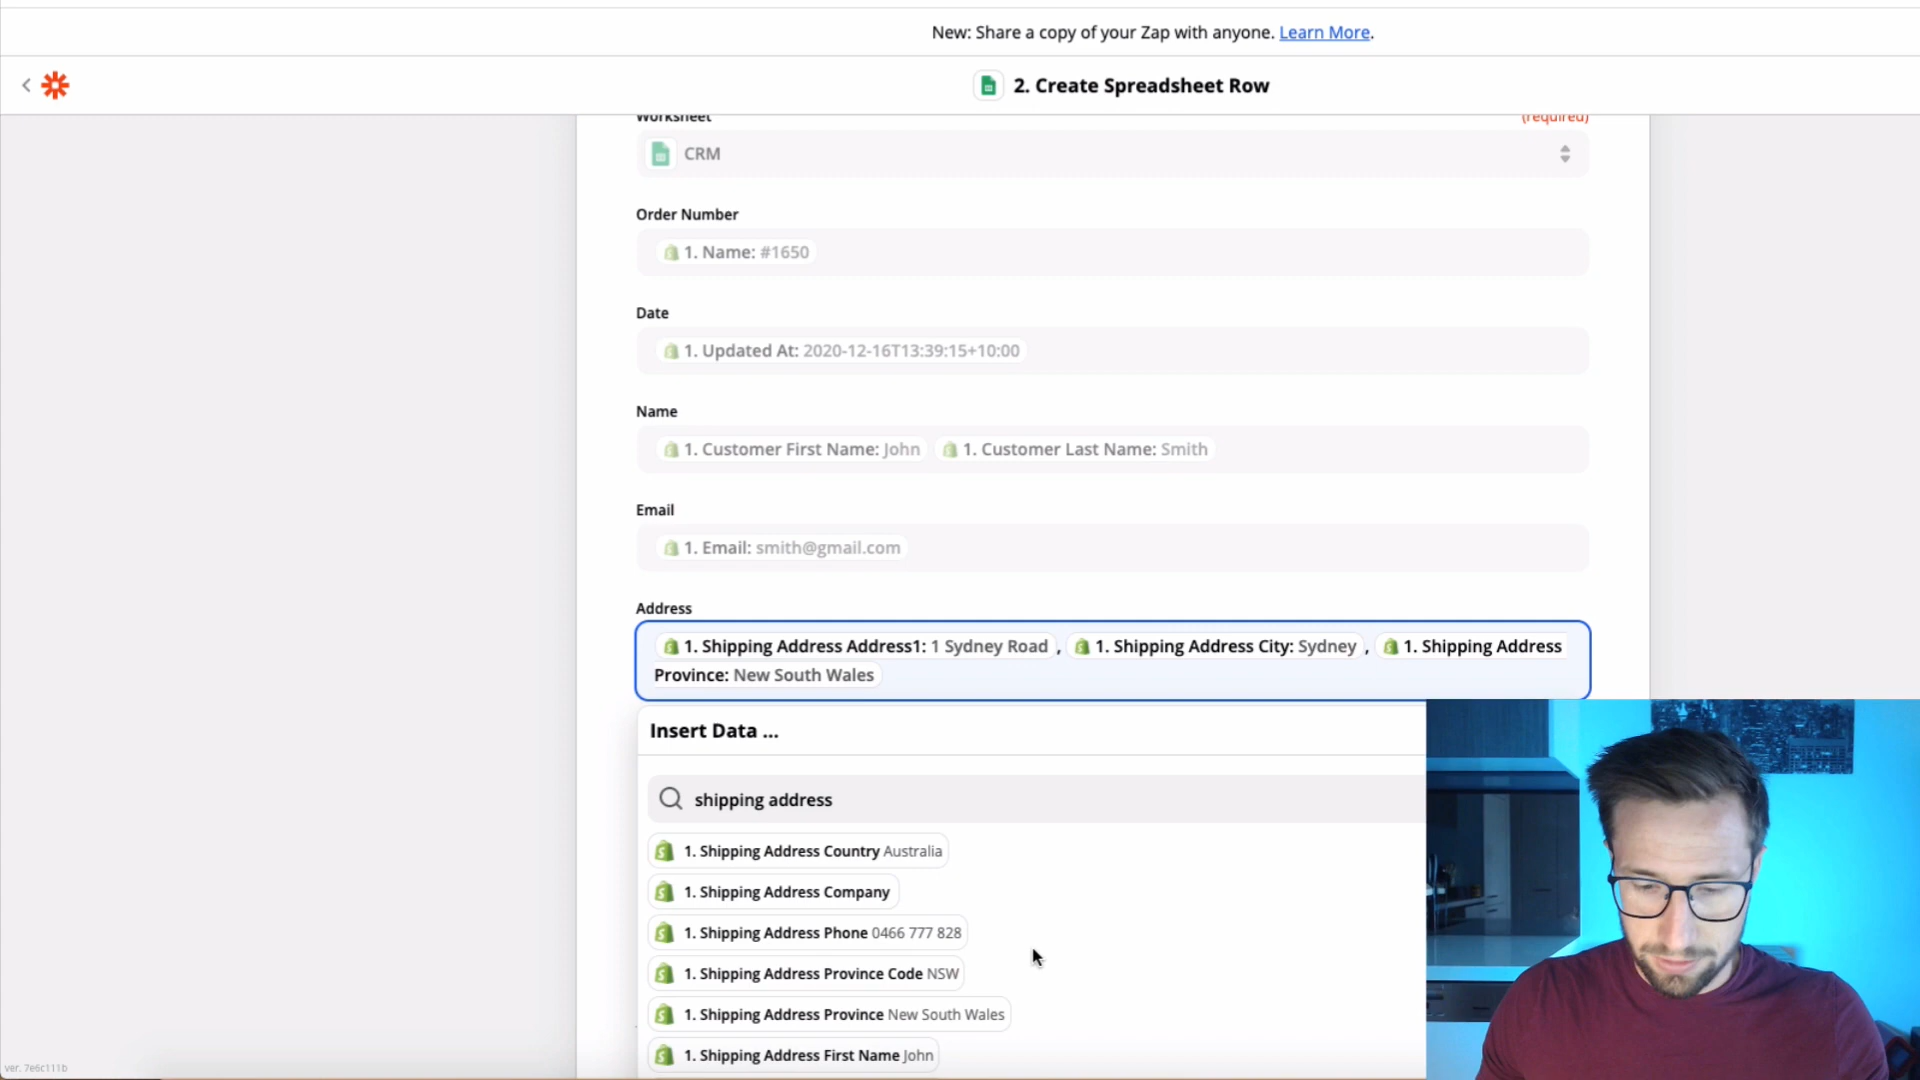 New: Share a copy of your Zap with anyone. Learn More.
2. Create Spreadsheet Row
Worksheet (required)
CRM
Order Number
1. Name: #1650
Date
1. Updated At: 2020-12-16T13:39:15+10:00
Name
1. Customer First Name: John 1. Customer Last Name: Smith
Email
1. Email: smith@gmail.com
Address
1. Shipping Address Address1: 1 Sydney Road , 1. Shipping Address City: Sydney , 1. Shipping Address
Province: New South Wales
Insert Data ...
shipping address
1. Shipping Address Country Australia
1. Shipping Address Company
1. Shipping Address Phone 0466 777 828
1. Shipping Address Province Code NSW
1. Shipping Address Province New South Wales
1. Shipping Address First Name John
ver. 7e6c111b